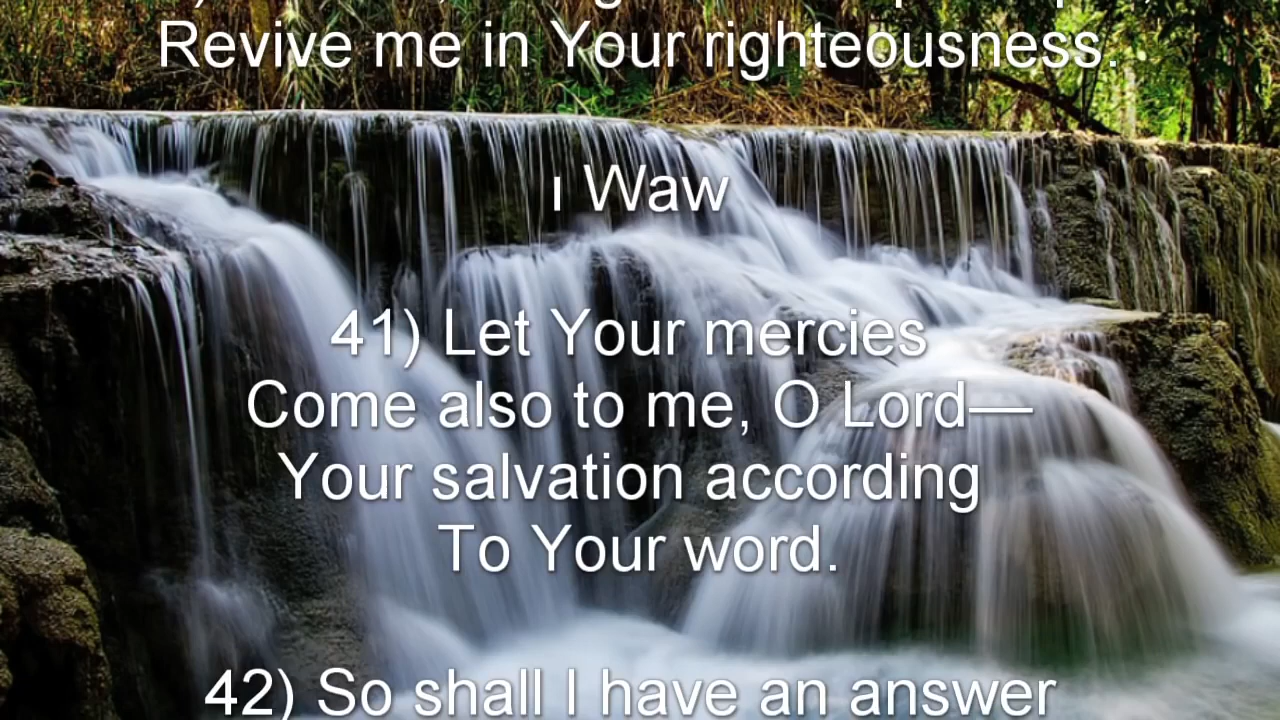 Revive me in Your righteousness.
ו Waw
41) Let Your mercies
Come also to me, O Lord—
Your salvation according
To Your word.
42) So shall I have an answer